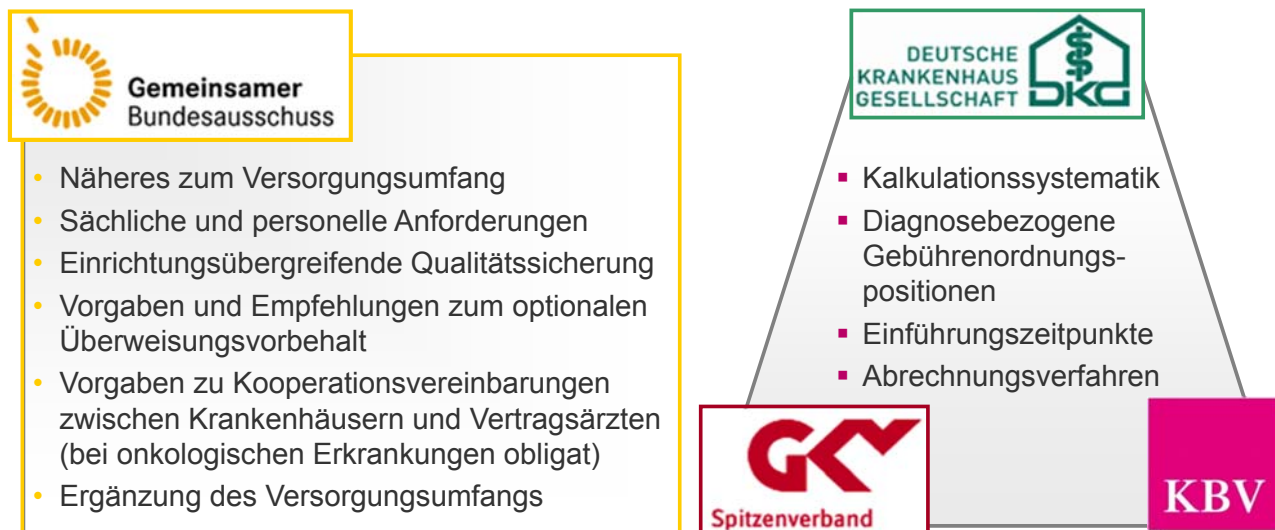 Gemeinsamer
Bundesausschuss
• Näheres zum Versorgungsumfang
• Sächliche und personelle Anforderungen
• Einrichtungsübergreifende Qualitätssicherung
• Vorgaben und Empfehlungen zum optionalen
Überweisungsvorbehalt
• Vorgaben zu Kooperationsvereinbarungen
zwischen Krankenhäusern und Vertragsärzten
(bei onkologischen Erkrankungen obligat)
• Ergänzung des Versorgungsumfangs
DEUTSCHE
KRANKENHAUS
GESELLSCHAFT
DKG
▪ Kalkulationssystematik
▪ Diagnosebezogene
Gebührenordnungs-
positionen
▪ Einführungszeitpunkte
▪ Abrechnungsverfahren
GKV
Spitzenverband
KBV